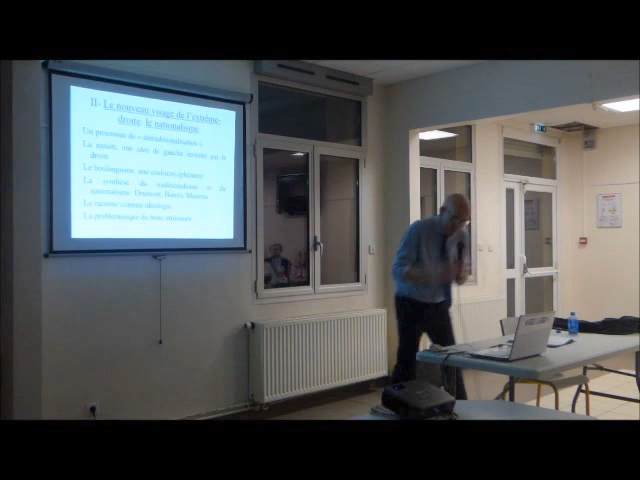 II- Le nouveau visage de l'extrême-
droite: le nationalisme
Un processus de « détraditionalisation »
La nation, une idée de gauche investie par la
droite
Le boulangisme, une coalition éphémère
La synthèse du traditionalisme et du
nationalisme: Drumont, Barrès, Maurras
Le racisme comme idéologie
La problématique du bouc émissaire